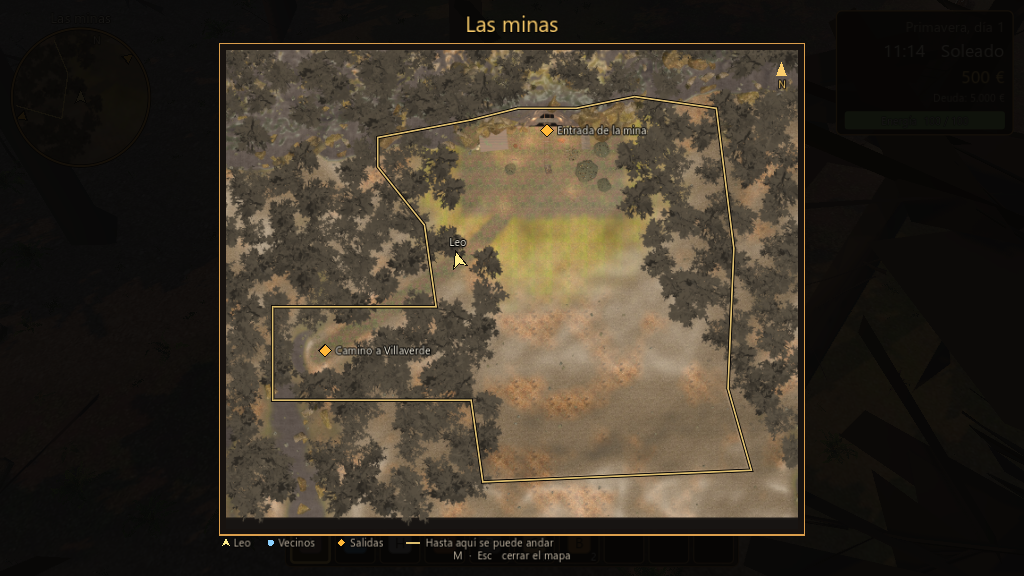 Las minas
Primavera, día 1
11:14 Soleado
500 €
N
Entrada de la mina
Leo
Camino a Villaverde
Leo
Vecinos
Salidas
Hasta aquí se puede andar
M · Esc cerrar el mapa